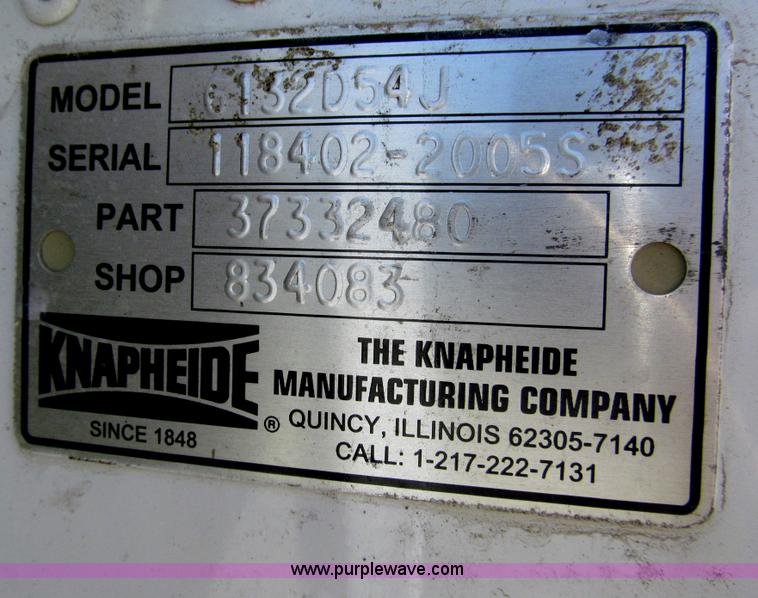 MODEL 6132D54J
SERIAL 118402-2005S
PART 37332480
SHOP 834083
KNAPHEIDE ®
SINCE 1848
THE KNAPHEIDE
MANUFACTURING COMPANY
QUINCY, ILLINOIS 62305-7140
CALL: 1-217-222-7131
www.purplewave.com